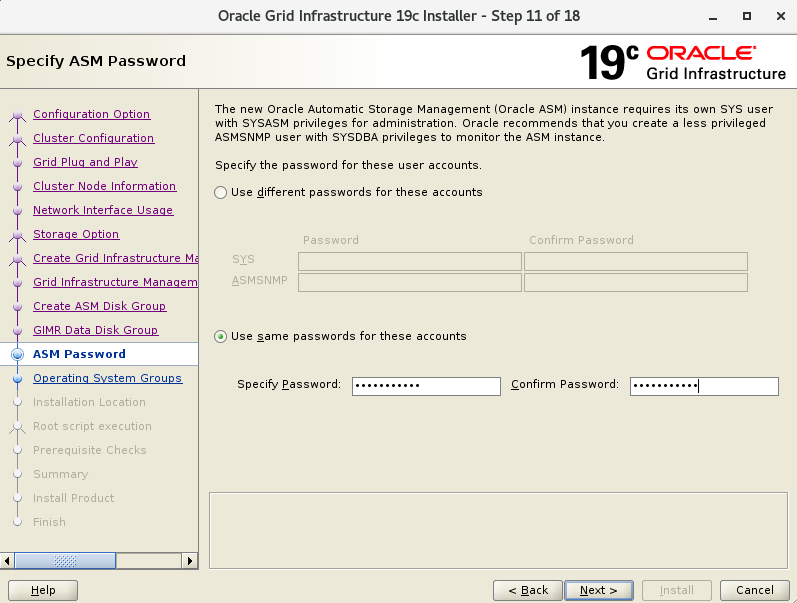 Oracle Grid Infrastructure 19c Installer - Step 11 of 18
Specify ASM Password
19c ORACLE
Grid Infrastructure
Configuration Option
Cluster Configuration
Grid Plug and Play
Cluster Node Information
Network Interface Usage
Storage Option
Create Grid Infrastructure Ma
Grid Infrastructure Managem
Create ASM Disk Group
GIMR Data Disk Group
ASM Password
Operating System Groups
Installation Location
Root script execution
Prerequisite Checks
Summary
Install Product
Finish
The new Oracle Automatic Storage Management (Oracle ASM) instance requires its own SYS user
with SYSASM privileges for administration. Oracle recommends that you create a less privileged
ASMSNMP user with SYSDBA privileges to monitor the ASM instance.
Specify the password for these user accounts.
Use different passwords for these accounts
Password Confirm Password
SYS
ASMSNMP
Use same passwords for these accounts
Specify Password: ••••••••••• Confirm Password: •••••••••••
Help < Back Next > Install Cancel